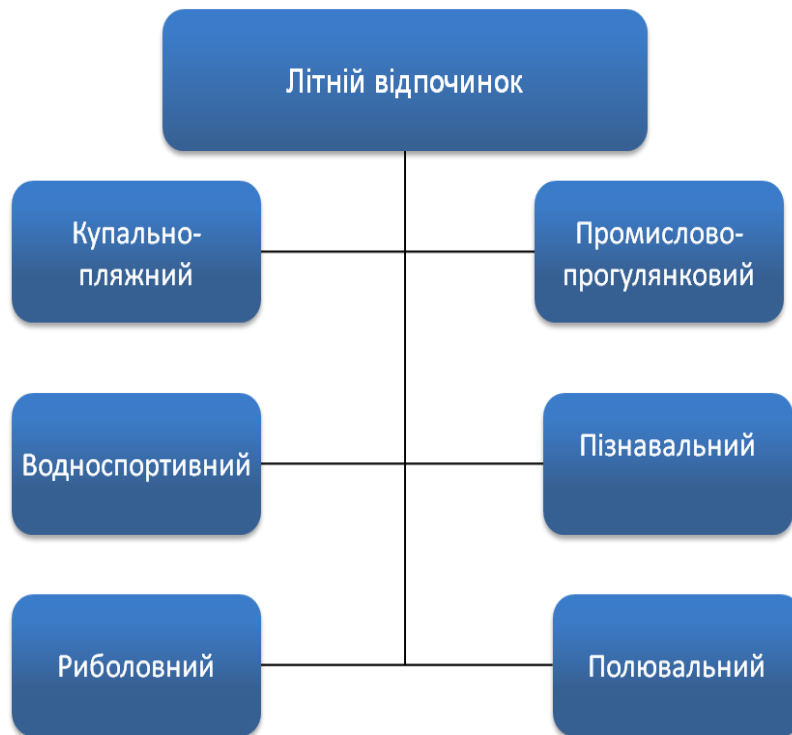 Літній відпочинок
Купально-
пляжний
Промислово-
прогулянковий
Водноспортивний
Пізнавальний
Риболовний
Полювальний